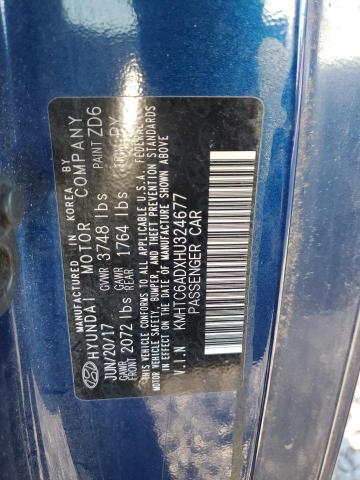 MANUFACTURED IN KOREA BY
HYUNDAI MOTOR COMPANY
JUN/20/17 GVWR 3748 lbs PAINT ZD6
GAWR FRONT 2072 lbs GAWR REAR 1764 lbs
THIS VEHICLE CONFORMS TO ALL APPLICABLE U.S.A. FEDERAL
MOTOR VEHICLE SAFETY, BUMPER, AND THEFT PREVENTION STANDARDS
IN EFFECT ON THE DATE OF MANUFACTURE SHOWN ABOVE
V.I.N KMHTC6ADXHU324677
PASSENGER CAR